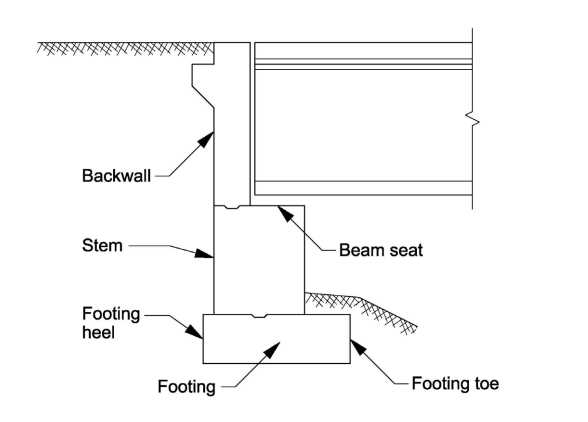 Backwall
Stem
Beam seat
Footing
heel
Footing
Footing toe